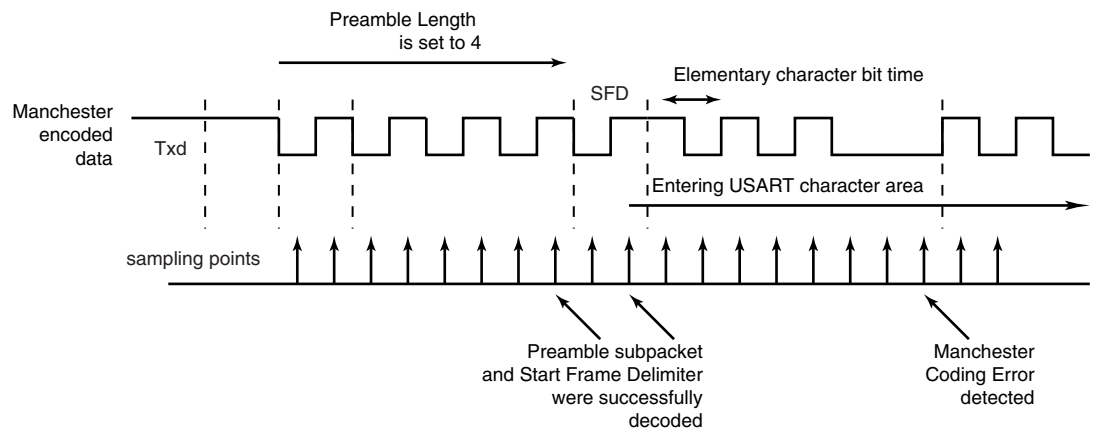 Preamble Length
is set to 4
Manchester
encoded
data
Txd
SFD
Elementary character bit time
Entering USART character area
sampling points
Preamble subpacket
and Start Frame Delimiter
were successfully
decoded
Manchester
Coding Error
detected